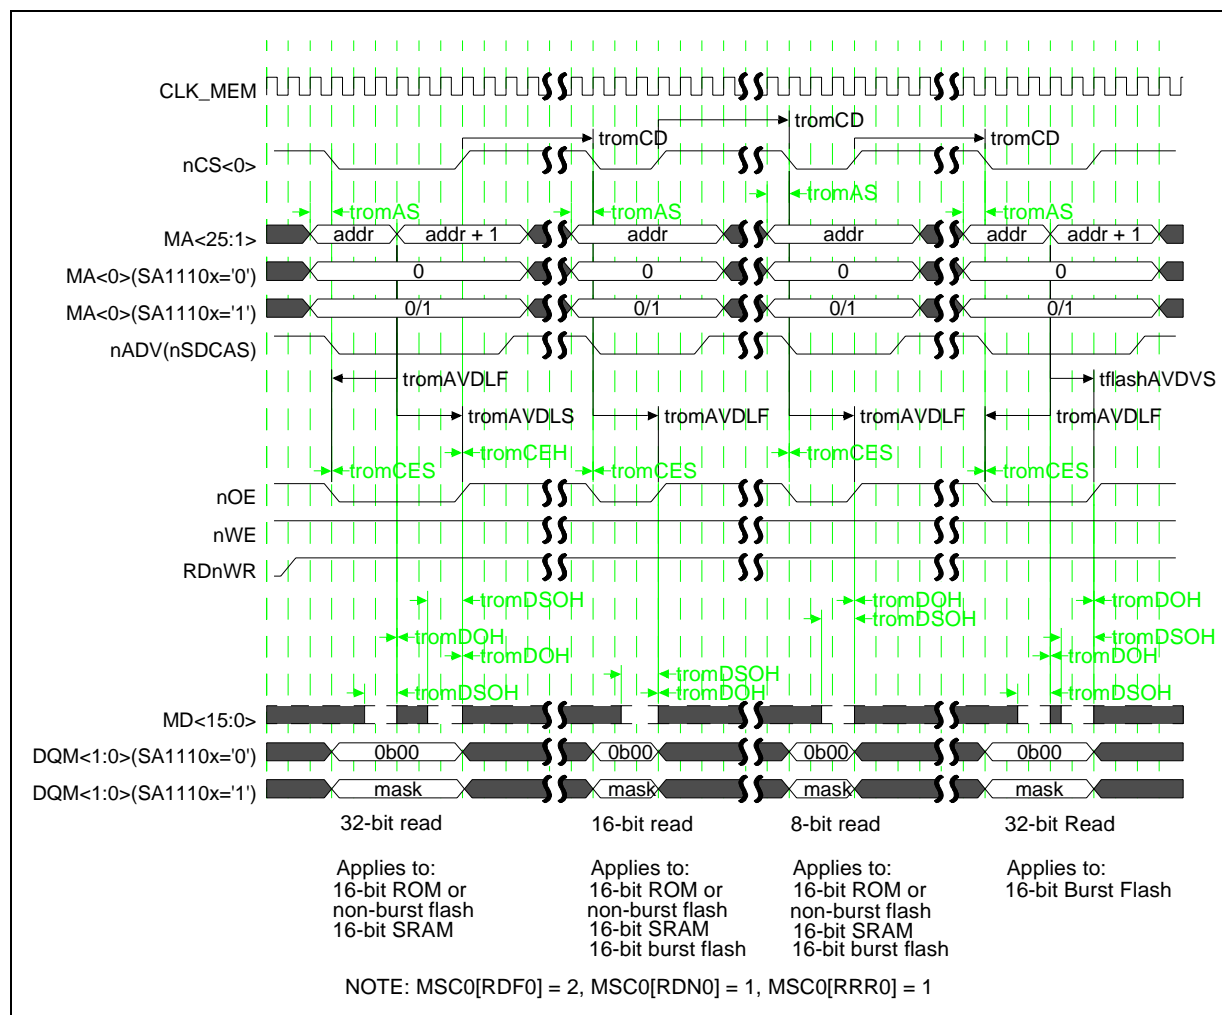 CLK_MEM
tromCD
tromCD tromCD
nCS<0>
tromAS tromAS tromAS tromAS
MA<25:1> addr addr + 1 addr addr addr addr + 1
MA<0>(SA1110x='0') 0 0 0 0
MA<0>(SA1110x='1') 0/1 0/1 0/1 0/1
nADV(nSDCAS)
tromAVDLF tflashAVDVS
tromAVDLS tromAVDLF tromAVDLF tromAVDLF
tromCEH tromCES
tromCES tromCES tromCES
nOE
nWE
RDnWR
tromDSOH tromDOH tromDOH
tromDSOH
tromDOH tromDSOH
tromDOH tromDOH
tromDSOH
tromDSOH tromDOH tromDSOH
MD<15:0>
DQM<1:0>(SA1110x='0') 0b00 0b00 0b00 0b00
DQM<1:0>(SA1110x='1') mask mask mask mask
32-bit read 16-bit read 8-bit read 32-bit Read
Applies to: Applies to: Applies to: Applies to:
16-bit ROM or 16-bit ROM or 16-bit ROM or 16-bit Burst Flash
non-burst flash non-burst flash non-burst flash
16-bit SRAM 16-bit SRAM 16-bit SRAM
16-bit burst flash 16-bit burst flash
NOTE: MSC0[RDF0] = 2, MSC0[RDN0] = 1, MSC0[RRR0] = 1